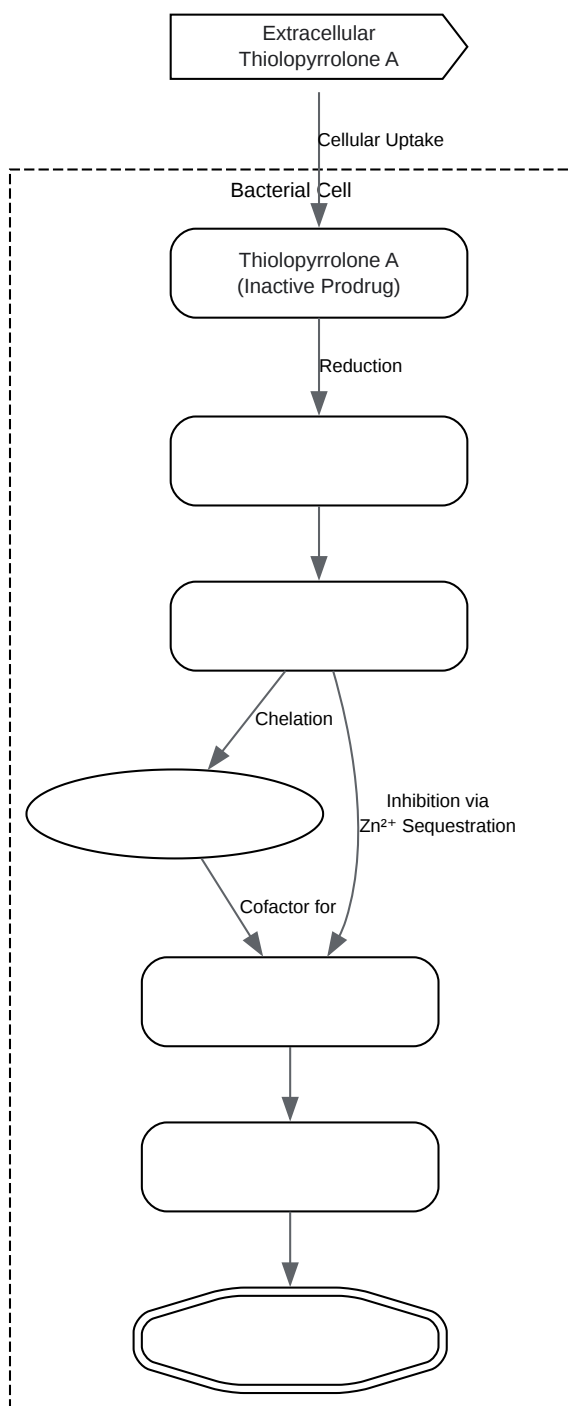 Extracellular
Thiolopyrrolone A
Cellular Uptake
Bacterial Cell
Thiolopyrrolone A
(Inactive Prodrug)
Reduction
Chelation
Inhibition via
Zn²⁺ Sequestration
Cofactor for